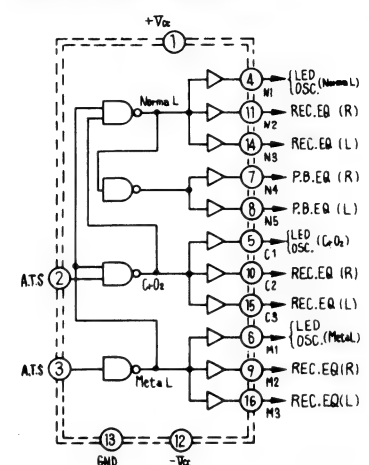 +Vcc
1
4 LED OSC. (NormaL)
N1
NormaL
11 REC.EQ (R)
N2
14 REC.EQ (L)
N3
7 P.B.EQ (R)
N4
8 P.B.EQ (L)
N5
5 LED OSC. (CrO2)
C1
A.T.S 2
10 REC.EQ (R)
CrO2
C2
15 REC.EQ (L)
C3
6 LED OSC. (MetaL)
M1
A.T.S 3
9 REC.EQ(R)
MetaL
M2
16 REC.EQ(L)
M3
13 12
GND -Vcc